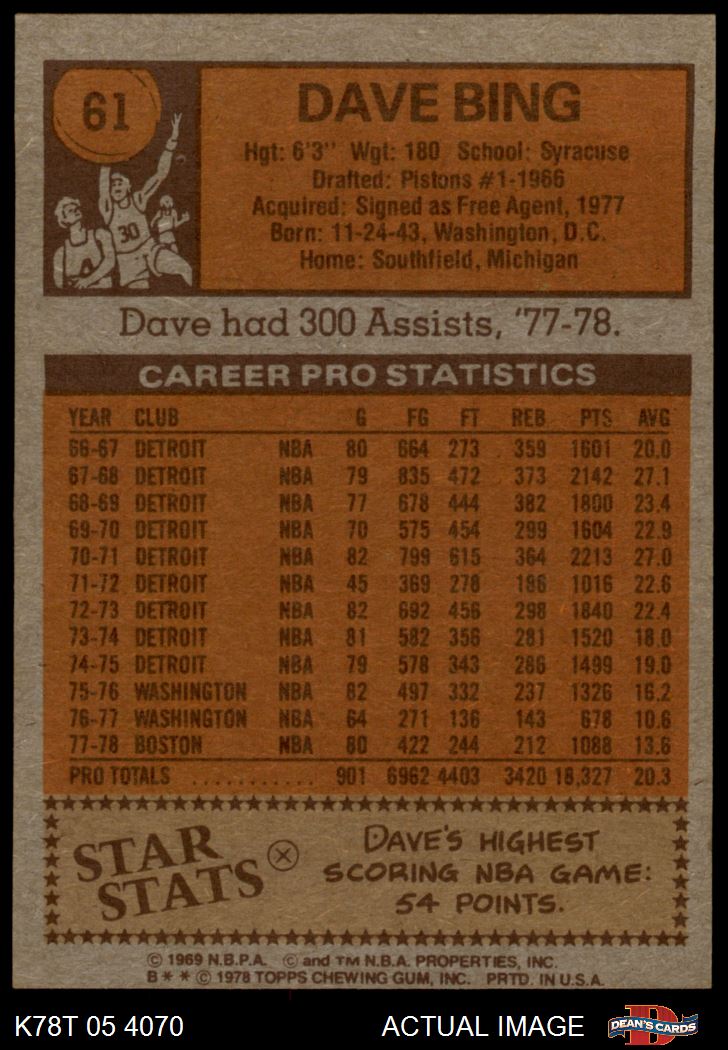 61
DAVE BING
Hgt: 6'3" Wgt: 180 School: Syracuse
Drafted: Pistons #1-1966
Acquired: Signed as Free Agent, 1977
Born: 11-24-43, Washington, D.C.
Home: Southfield, Michigan
30
Dave had 300 Assists, '77-78.
CAREER PRO STATISTICS
YEAR CLUB G FG FT REB PTS AVG
66-67 DETROIT NBA 80 664 273 359 1601 20.0
67-68 DETROIT NBA 79 835 472 373 2142 27.1
68-69 DETROIT NBA 77 678 444 382 1800 23.4
69-70 DETROIT NBA 70 575 454 299 1604 22.9
70-71 DETROIT NBA 82 799 615 364 2213 27.0
71-72 DETROIT NBA 45 369 278 186 1016 22.6
72-73 DETROIT NBA 82 692 456 298 1840 22.4
73-74 DETROIT NBA 81 582 356 281 1520 18.0
74-75 DETROIT NBA 79 578 343 286 1499 19.0
75-76 WASHINGTON NBA 82 497 332 237 1326 16.2
76-77 WASHINGTON NBA 64 271 136 143 678 10.6
77-78 BOSTON NBA 80 422 244 212 1088 13.6
PRO TOTALS ........... 901 6962 4403 3420 18,327 20.3
STAR STATS
DAVE'S HIGHEST
SCORING NBA GAME:
54 POINTS.
© 1969 N.B.P.A. © and TM N.B.A. PROPERTIES, INC.
B * * © 1978 TOPPS CHEWING GUM, INC. PRTD. IN U.S.A.
K78T 05 4070 ACTUAL IMAGE
D DEAN'S CARDS